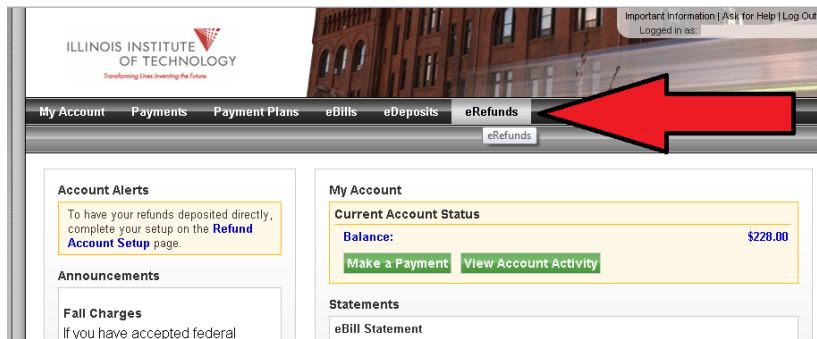 ILLINOIS INSTITUTE
OF TECHNOLOGY
Transforming Lives. Inventing the Future.
Important Information | Ask for Help | Log Out
Logged in as:
My Account Payments Payment Plans eBills eDeposits eRefunds
eRefunds
Account Alerts
To have your refunds deposited directly,
complete your setup on the Refund
Account Setup page.
Announcements
Fall Charges
If you have accepted federal
My Account
Current Account Status
Balance: $228.00
Make a Payment View Account Activity
Statements
eBill Statement